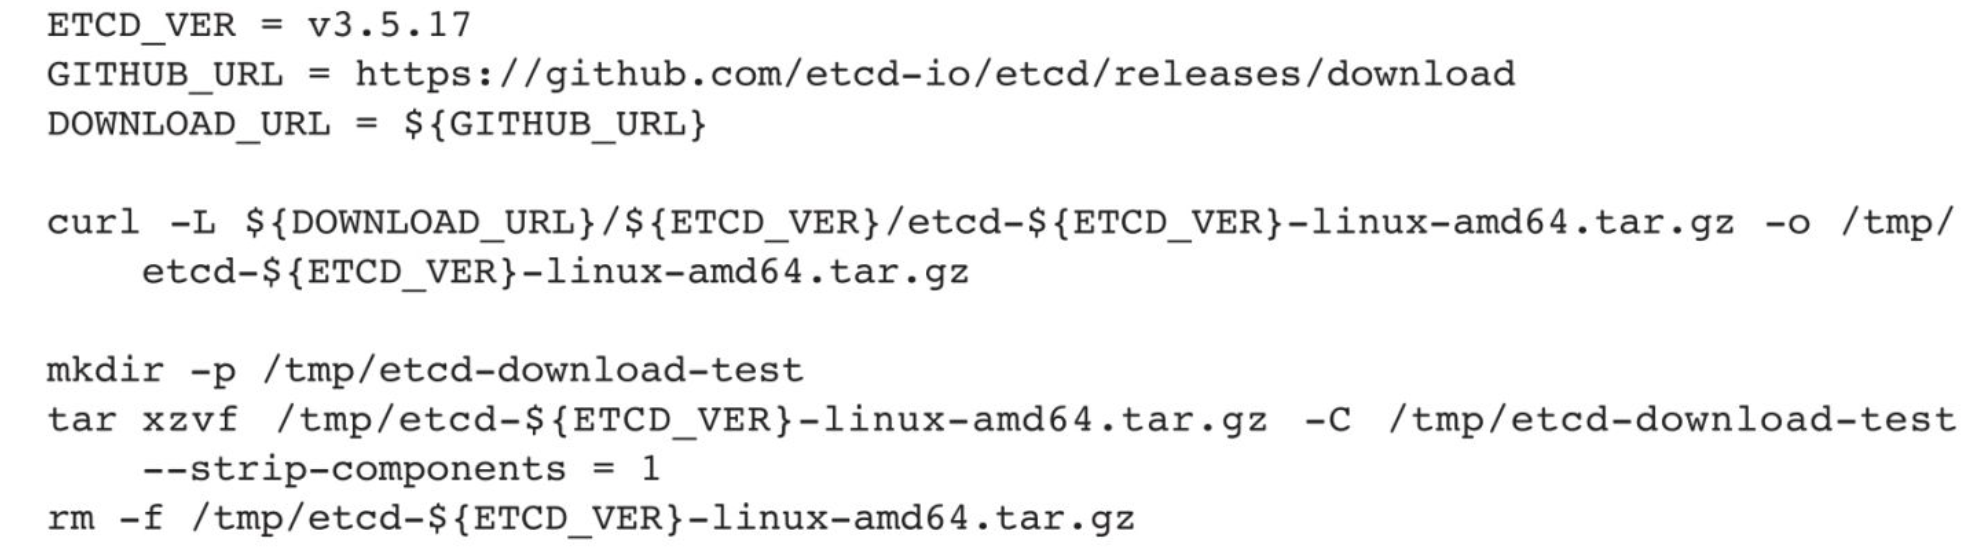 ETCD_VER = v3.5.17
GITHUB_URL = https://github.com/etcd-io/etcd/releases/download
DOWNLOAD_URL = ${GITHUB_URL}
curl -L ${DOWNLOAD_URL}/${ETCD_VER}/etcd-${ETCD_VER}-linux-amd64.tar.gz -o /tmp/
etcd-${ETCD_VER}-linux-amd64.tar.gz
mkdir -p /tmp/etcd-download-test
tar xzvf /tmp/etcd-${ETCD_VER}-linux-amd64.tar.gz -C /tmp/etcd-download-test
--strip-components = 1
rm -f /tmp/etcd-${ETCD_VER}-linux-amd64.tar.gz